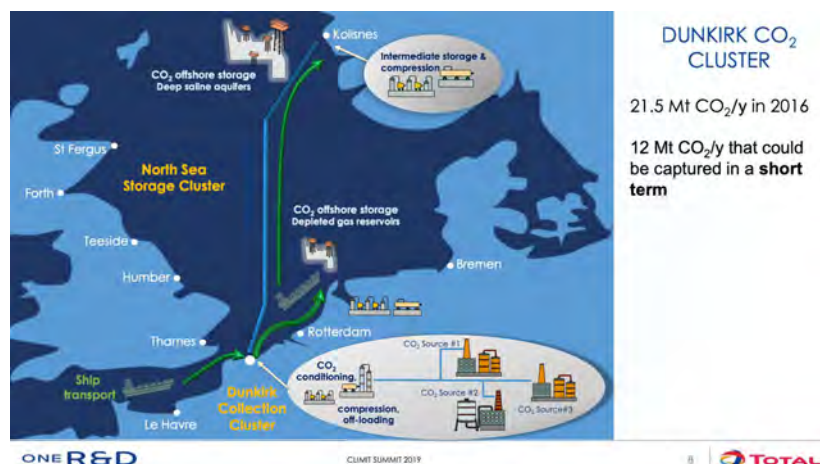 DUNKIRK CO₂
CLUSTER
21.5 Mt CO₂/y in 2016
12 Mt CO₂/y that could
be captured in a short
term
Kolisnes
Intermediate storage &
compression
CO₂ offshore storage
Deep saline aquifers
St Fergus
North Sea
Storage Cluster
Forth
CO₂ offshore storage
Depleted gas reservoirs
Teeside
Bremen
Humber
Thames
Rotterdam
CO₂ Source #1
CO₂
conditioning,
Ship
transport
CO₂ Source #2
CO₂ Source#3
Dunkirk
Collection
Cluster
compression,
off-loading
Le Havre
ONE R&D
CLIMIT SUMMIT 2019
8
TOTAL